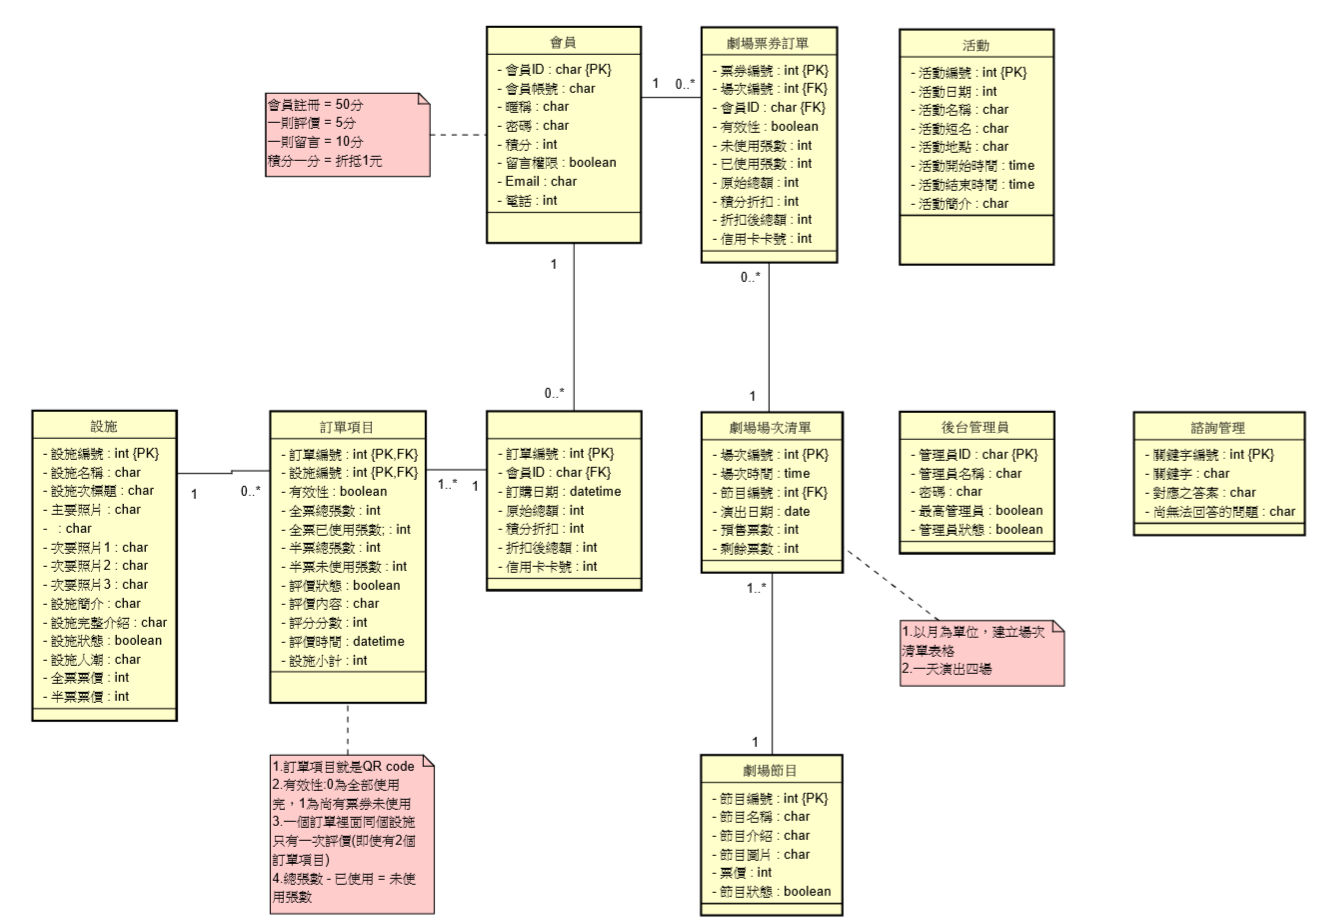 會員
- 會員ID : char {PK}
- 會員帳號 : char
- 暱稱 : char
- 密碼 : char
- 積分 : int
- 留言權限 : boolean
- Email : char
- 電話 : int
劇場票券訂單
- 票券編號 : int {PK}
- 場次編號 : int {FK}
- 會員ID : char {FK}
- 有效性 : boolean
- 未使用張數 : int
- 已使用張數 : int
- 原始總額 : int
- 積分折扣 : int
- 折扣後總額 : int
- 信用卡卡號 : int
活動
- 活動編號 : int {PK}
- 活動日期 : int
- 活動名稱 : char
- 活動短名 : char
- 活動地點 : char
- 活動開始時間 : time
- 活動結束時間 : time
- 活動簡介 : char
會員註冊 = 50分
一則評價 = 5分
一則留言 = 10分
積分一分 = 折抵1元
1
0..*
1
0..*
0..*
1
設施
- 設施編號 : int {PK}
- 設施名稱 : char
- 設施次標題 : char
- 主要照片 : char
- : char
- 次要照片1 : char
- 次要照片2 : char
- 次要照片3 : char
- 設施簡介 : char
- 設施完整介紹 : char
- 設施狀態 : boolean
- 設施人潮 : char
- 全票票價 : int
- 半票票價 : int
1
0..*
訂單項目
- 訂單編號 : int {PK,FK}
- 設施編號 : int {PK,FK}
- 有效性 : boolean
- 全票總張數 : int
- 全票已使用張數; : int
- 半票總張數 : int
- 半票未使用張數 : int
- 評價狀態 : boolean
- 評價內容 : char
- 評分分數 : int
- 評價時間 : datetime
- 設施小計 : int
1..*
1
- 訂單編號 : int {PK}
- 會員ID : char {FK}
- 訂購日期 : datetime
- 原始總額 : int
- 積分折扣 : int
- 折扣後總額 : int
- 信用卡卡號 : int
劇場場次清單
- 場次編號 : int {PK}
- 場次時間 : time
- 節目編號 : int {FK}
- 演出日期 : date
- 預售票數 : int
- 剩餘票數 : int
後台管理員
- 管理員ID : char {PK}
- 管理員名稱 : char
- 密碼 : char
- 最高管理員 : boolean
- 管理員狀態 : boolean
諮詢管理
- 關鍵字編號 : int {PK}
- 關鍵字 : char
- 對應之答案 : char
- 尚無法回答的問題 : char
1..*
1
1.以月為單位，建立場次
清單表格
2.一天演出四場
1.訂單項目就是QR code
2.有效性:0為全部使用
完，1為尚有票券未使用
3.一個訂單裡面同個設施
只有一次評價(即使有2個
訂單項目)
4.總張數 - 已使用 = 未使
用張數
劇場節目
- 節目編號 : int {PK}
- 節目名稱 : char
- 節目介紹 : char
- 節目圖片 : char
- 票價 : int
- 節目狀態 : boolean